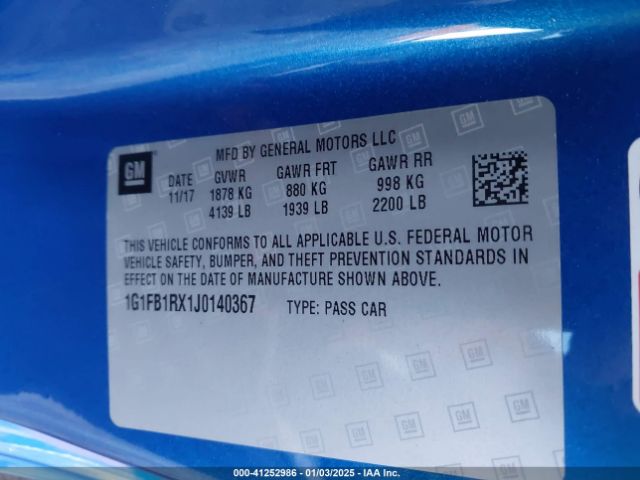 MFD BY GENERAL MOTORS LLC
GM
DATE GVWR GAWR FRT GAWR RR
11/17 1878 KG 880 KG 998 KG
4139 LB 1939 LB 2200 LB
THIS VEHICLE CONFORMS TO ALL APPLICABLE U.S. FEDERAL MOTOR
VEHICLE SAFETY, BUMPER, AND THEFT PREVENTION STANDARDS IN
EFFECT ON THE DATE OF MANUFACTURE SHOWN ABOVE.
1G1FB1RX1J0140367 TYPE: PASS CAR
000-41252986 - 01/03/2025 - IAA Inc.